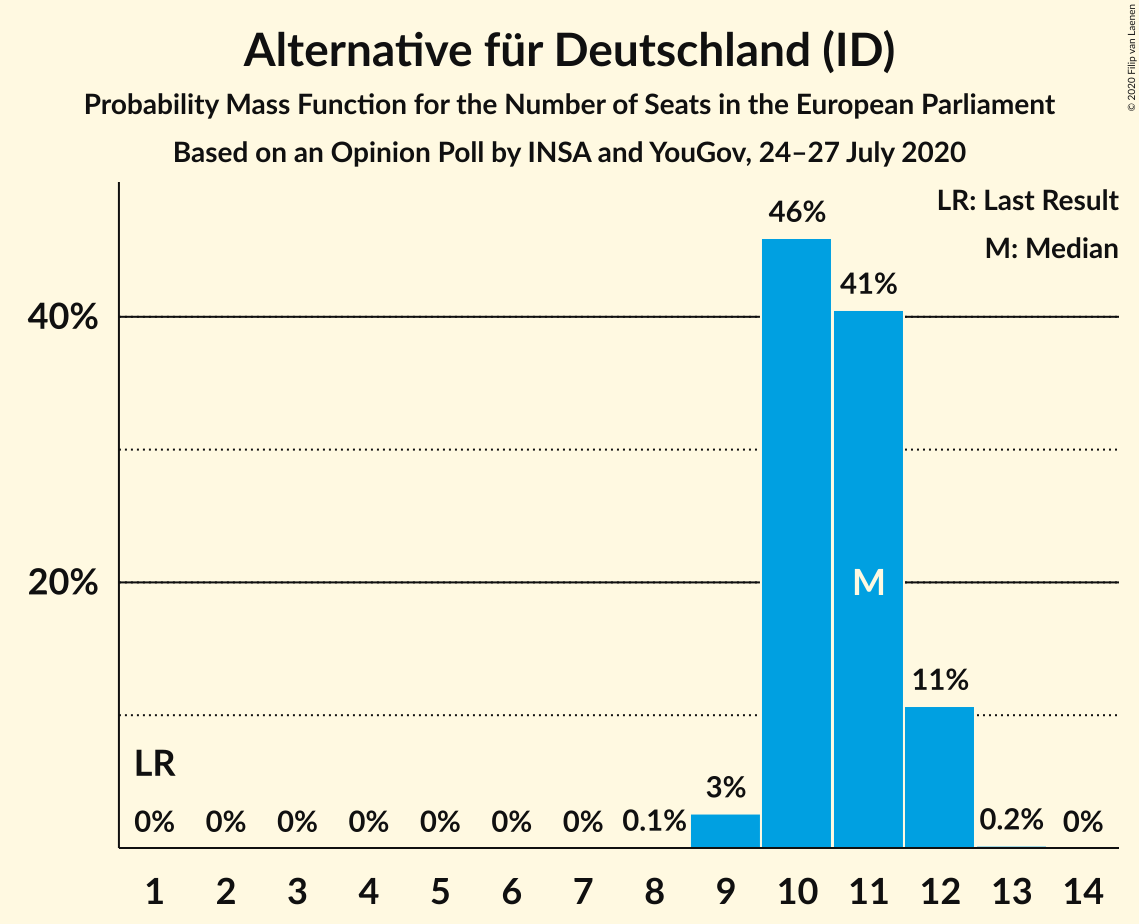 Alternative für Deutschland (ID)
Probability Mass Function for the Number of Seats in the European Parliament
Based on an Opinion Poll by INSA and YouGov, 24–27 July 2020
© 2020 Filip van Laenen
LR: Last Result
M: Median
46%
41%
40%
20%
M
11%
LR
3%
0% 0% 0% 0% 0% 0% 0% 0.1% 0.2% 0%
1 2 3 4 5 6 7 8 9 10 11 12 13 14